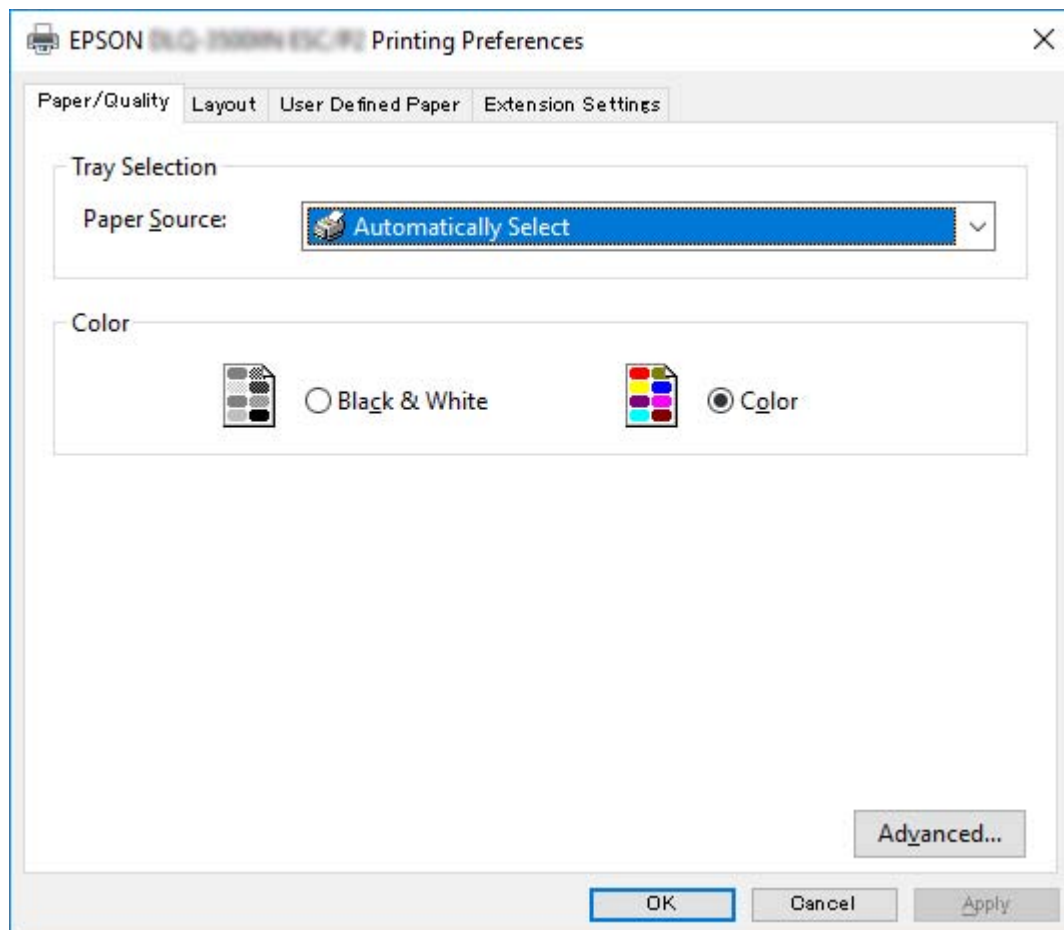 EPSON Printing Preferences
Paper/Quality Layout User Defined Paper Extension Settings
Tray Selection
Paper Source: Automatically Select
Color
Black & White Color
Advanced...
OK Cancel Apply